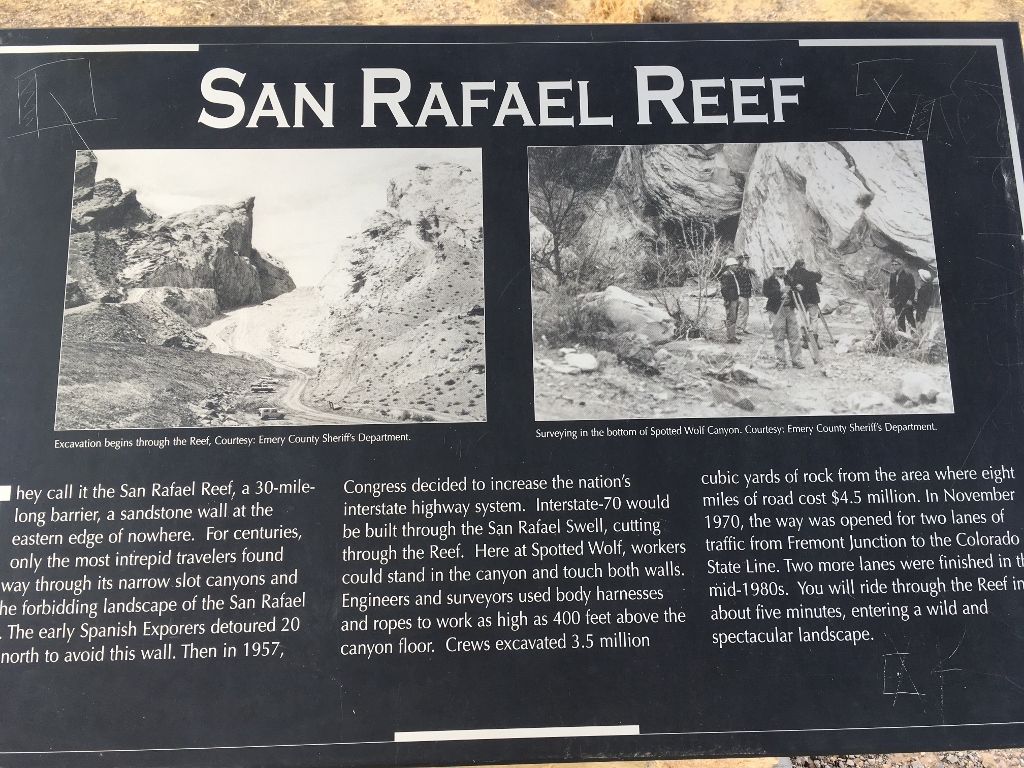 SAN RAFAEL REEF
Excavation begins through the Reef, Courtesy: Emery County Sheriff's Department.
Surveying in the bottom of Spotted Wolf Canyon. Courtesy: Emery County Sheriff's Department.
hey call it the San Rafael Reef, a 30-mile-
long barrier, a sandstone wall at the
eastern edge of nowhere. For centuries,
only the most intrepid travelers found
way through its narrow slot canyons and
he forbidding landscape of the San Rafael
. The early Spanish Exporers detoured 20
north to avoid this wall. Then in 1957,
Congress decided to increase the nation's
interstate highway system. Interstate-70 would
be built through the San Rafael Swell, cutting
through the Reef. Here at Spotted Wolf, workers
could stand in the canyon and touch both walls.
Engineers and surveyors used body harnesses
and ropes to work as high as 400 feet above the
canyon floor. Crews excavated 3.5 million
cubic yards of rock from the area where eight
miles of road cost $4.5 million. In November
1970, the way was opened for two lanes of
traffic from Fremont Junction to the Colorado
State Line. Two more lanes were finished in th
mid-1980s. You will ride through the Reef in
about five minutes, entering a wild and
spectacular landscape.